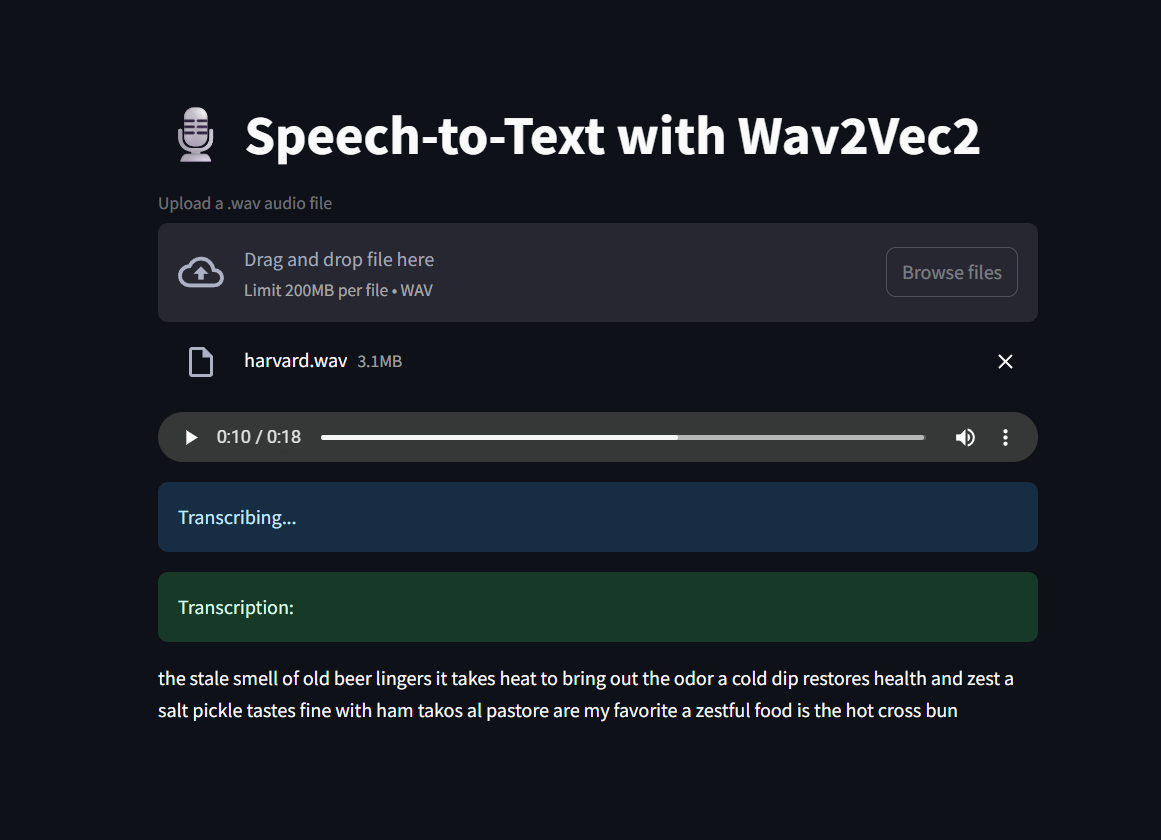 Speech-to-Text with Wav2Vec2
Upload a .wav audio file
Drag and drop file here
Limit 200MB per file • WAV
Browse files
harvard.wav 3.1MB
0:10 / 0:18
Transcribing...
Transcription:
the stale smell of old beer lingers it takes heat to bring out the odor a cold dip restores health and zest a
salt pickle tastes fine with ham takos al pastore are my favorite a zestful food is the hot cross bun